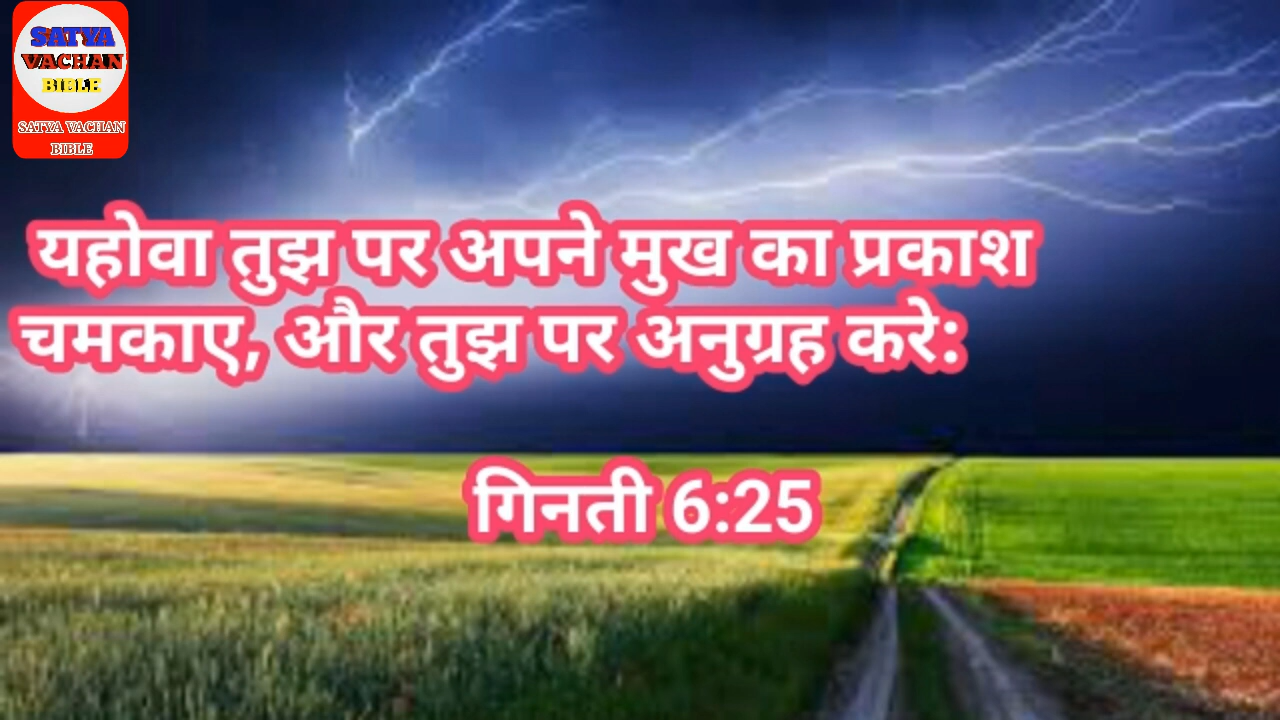 SATYA
VACHAN
BIBLE
SATYA VACHAN
BIBLE
यहोवा तुझ पर अपने मुख का प्रकाश
चमकाए, और तुझ पर अनुग्रह करे:
गिनती 6:25